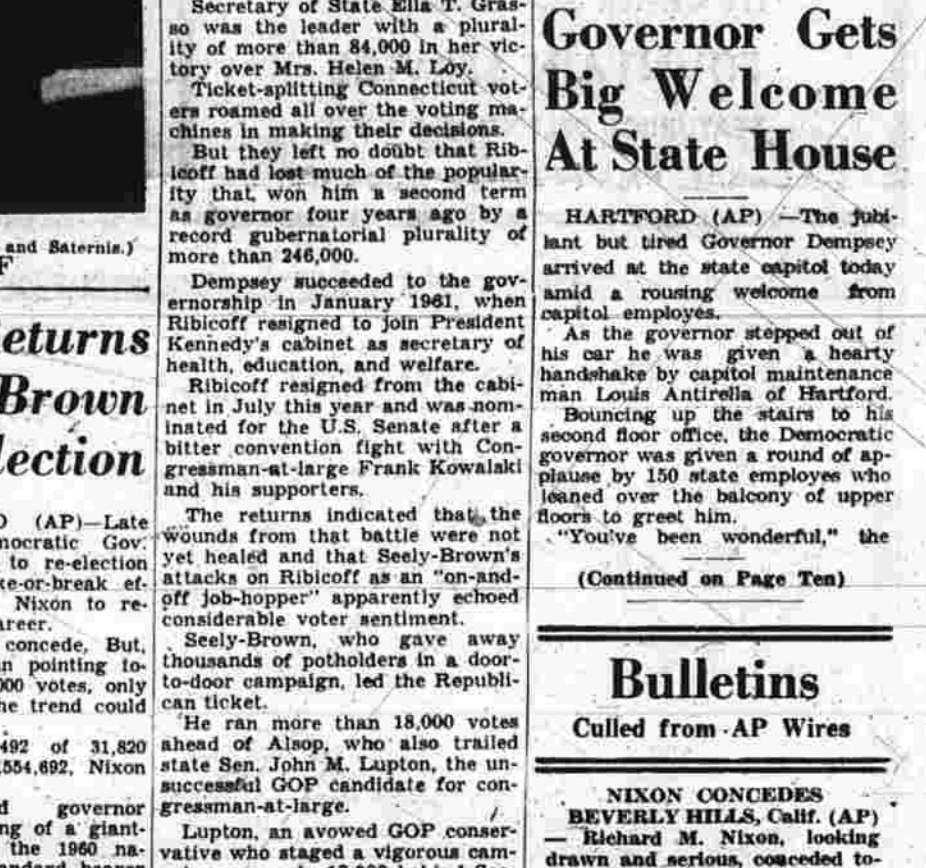 and Saternis.)
F
eturns
Brown
lection
(AP)—Late
mocratic Gov.
to re-election
ke-or-break ef-
Nixon to re-
areer.
concede. But,
n pointing to-
000 votes, only
he trend could
492 of 31,820
554,692, Nixon
d governor
ng of a giant-
the 1960 na-
Secretary of State Ella T. Gras-
so was the leader with a plural-
ity of more than 84,000 in her vic-
tory over Mrs. Helen M. Loy.
Ticket-splitting Connecticut vot-
ers roamed all over the voting ma-
chines in making their decisions.
But they left no doubt that Rib-
icoff had lost much of the popular-
ity that won him a second term
as governor four years ago by a
record gubernatorial plurality of
more than 246,000.
Dempsey succeeded to the gov-
ernorship in January 1961, when
Ribicoff resigned to join President
Kennedy's cabinet as secretary of
health, education, and welfare.
Ribicoff resigned from the cabi-
net in July this year and was nom-
inated for the U.S. Senate after a
bitter convention fight with Con-
gressman-at-large Frank Kowalski
and his supporters.
The returns indicated that the
wounds from that battle were not
yet healed and that Seely-Brown's
attacks on Ribicoff as an "on-and-
off job-hopper" apparently echoed
considerable voter sentiment.
Seely-Brown, who gave away
thousands of potholders in a door-
to-door campaign, led the Republi-
can ticket.
He ran more than 18,000 votes
ahead of Alsop, who also trailed
state Sen. John M. Lupton, the un-
successful GOP candidate for con-
gressman-at-large.
Lupton, an avowed GOP conser-
vative who staged a vigorous cam-
Governor Gets
Big Welcome
At State House
HARTFORD (AP) —The jubi-
lant but tired Governor Dempsey
arrived at the state capitol today
amid a rousing welcome from
capitol employes.
As the governor stepped out of
his car he was given a hearty
handshake by capitol maintenance
man Louis Antirella of Hartford.
Bouncing up the stairs to his
second floor office, the Democratic
governor was given a round of ap-
plause by 150 state employes who
leaned over the balcony of upper
floors to greet him.
"You've been wonderful," the
(Continued on Page Ten)
Bulletins
Culled from AP Wires
NIXON CONCEDES
BEVERLY HILLS, Calif. (AP)
— Richard M. Nixon, looking
drawn and serious, conceded to-